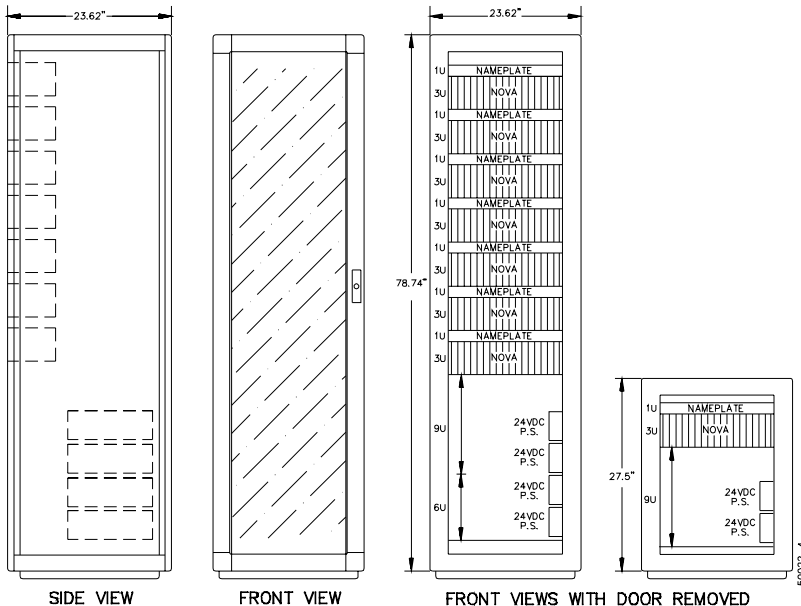 23.62"
23.62"
1U NAMEPLATE
3U NOVA
1U NAMEPLATE
3U NOVA
1U NAMEPLATE
3U NOVA
1U NAMEPLATE
3U NOVA
1U NAMEPLATE
3U NOVA
1U NAMEPLATE
3U NOVA
1U NAMEPLATE
3U NOVA
78.74"
9U
6U
24VDC
P.S.
24VDC
P.S.
24VDC
P.S.
24VDC
P.S.
27.5"
1U NAMEPLATE
3U NOVA
9U
24VDC
P.S.
24VDC
P.S.
SIDE VIEW
FRONT VIEW
FRONT VIEWS WITH DOOR REMOVED